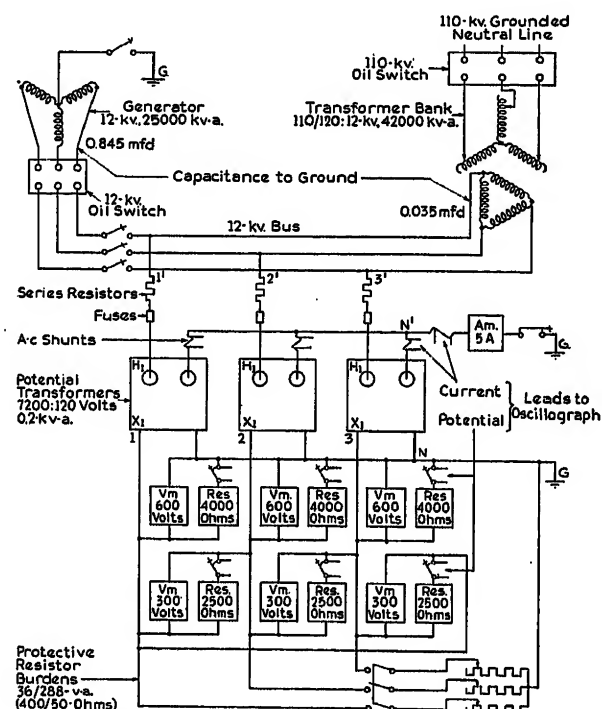 110-kv. Grounded
Neutral Line
110-kv.
Oil Switch
G.
Generator
12-kv., 25000 kv-a.
Transformer Bank
110/120:12-kv, 42000 kv-a.
0.845 mfd
Capacitance to Ground
12-kv.
Oil Switch
0.035 mfd
12-kv. Bus
1' 2' 3'
Series Resistors
Fuses
N'
Am.
5A
G.
A-c Shunts
H1 H1 H1
Potential
Transformers
7200:120 Volts
0.2-kv-a.
Current
Potential
Leads to
Oscillograph
X1 X1 X1
1 2 3
N
G
Vm
600
Volts
Res
4000
Ohms
Vm.
600
Volts
Res
4000
Ohms
Vm
600
Volts
Res
4000
Ohms
Vm
300
Volts
Res.
2500
Ohms
Vm.
300
Volts
Res.
2500
Ohms
Vm
300
Volts
Res.
2500
Ohms
Protective
Resistor
Burdens
36/288-v-a.
(400/50-Ohms)